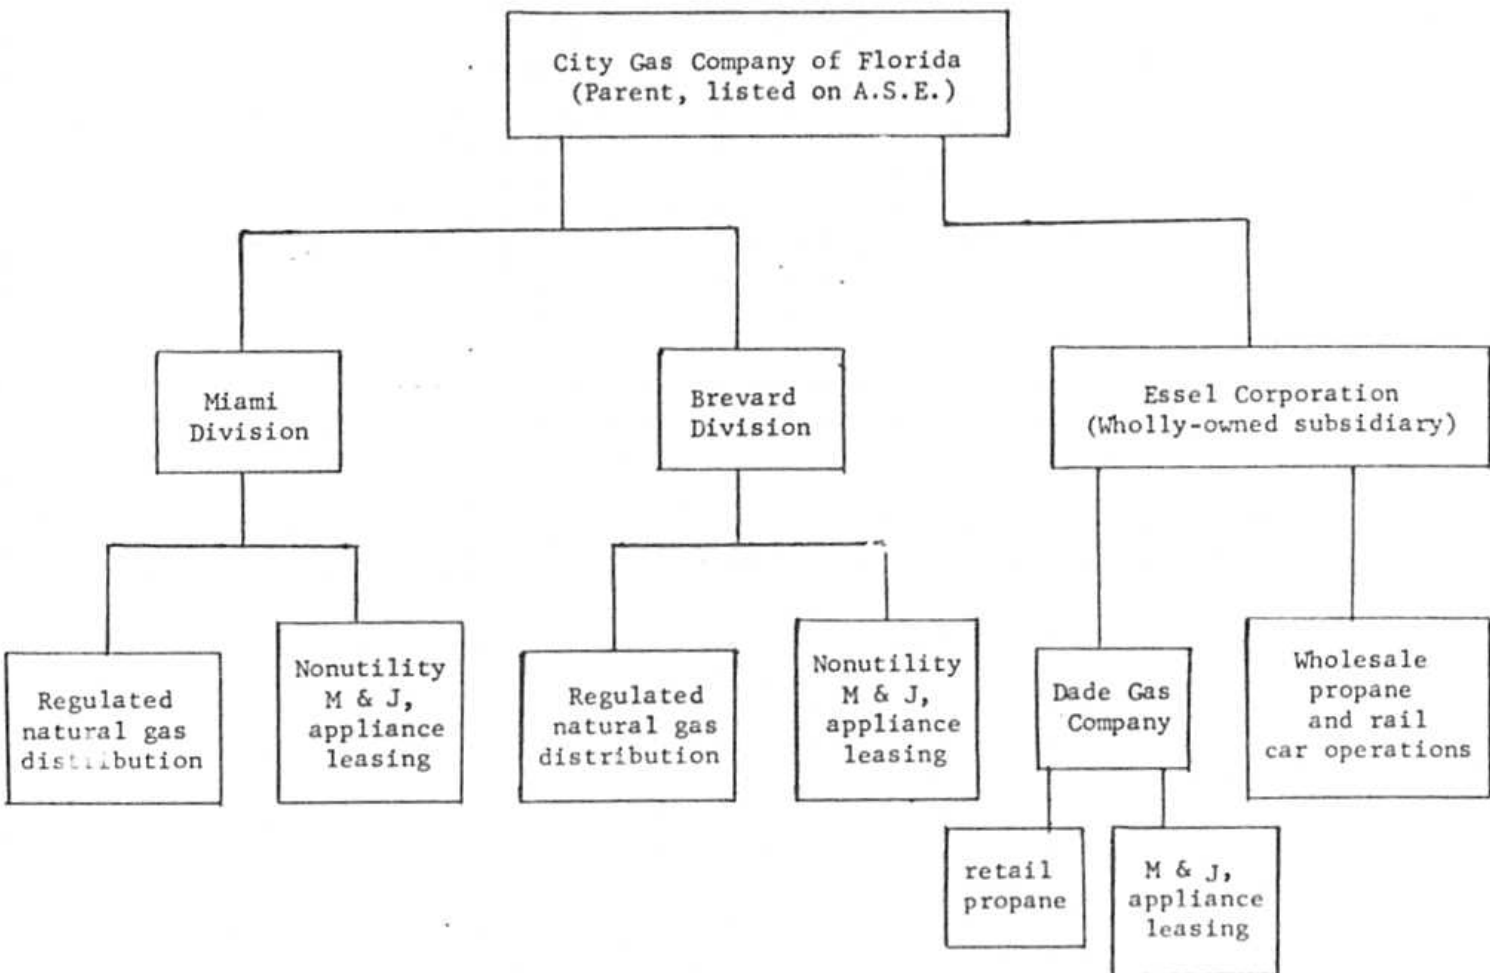 City Gas Company of Florida
(Parent, listed on A.S.E.)
Miami
Division
Brevard
Division
Essel Corporation
(Wholly-owned subsidiary)
Regulated
natural gas
distribution
Nonutility
M & J,
appliance
leasing
Regulated
natural gas
distribution
Nonutility
M & J,
appliance
leasing
Dade Gas
Company
Wholesale
propane
and rail
car operations
retail
propane
M & J,
appliance
leasing